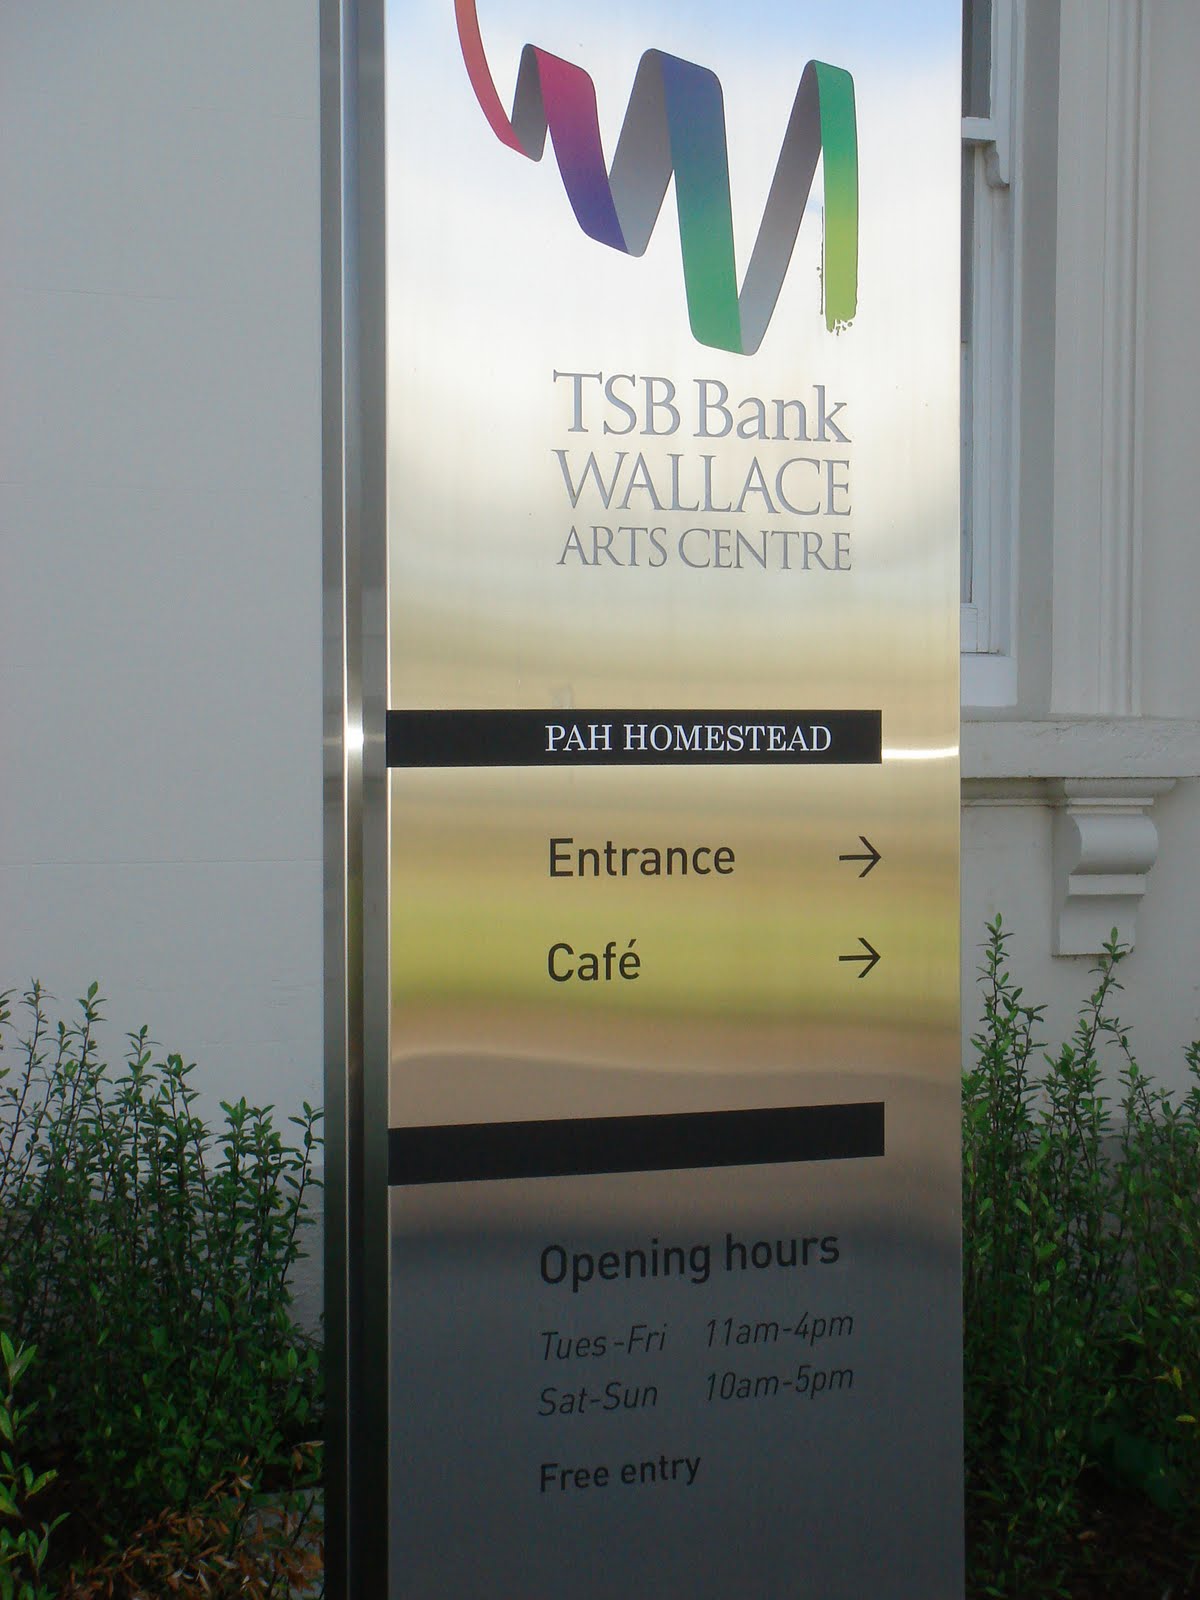 TSB Bank
WALLACE
ARTS CENTRE
PAH HOMESTEAD
Entrance →
Café →
Opening hours
Tues-Fri 11am-4pm
Sat-Sun 10am-5pm
Free entry